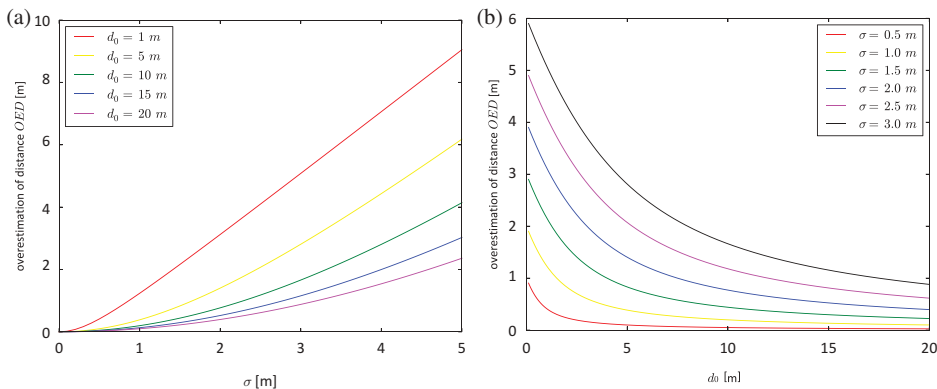 (a)
d₀ = 1 m
d₀ = 5 m
d₀ = 10 m
d₀ = 15 m
d₀ = 20 m
overestimation of distance OED [m]
10
8
6
4
2
0
0 1 2 3 4 5
σ [m]
(b)
σ = 0.5 m
σ = 1.0 m
σ = 1.5 m
σ = 2.0 m
σ = 2.5 m
σ = 3.0 m
overestimation of distance OED [m]
6
5
4
3
2
1
0
0 5 10 15 20
d₀ [m]